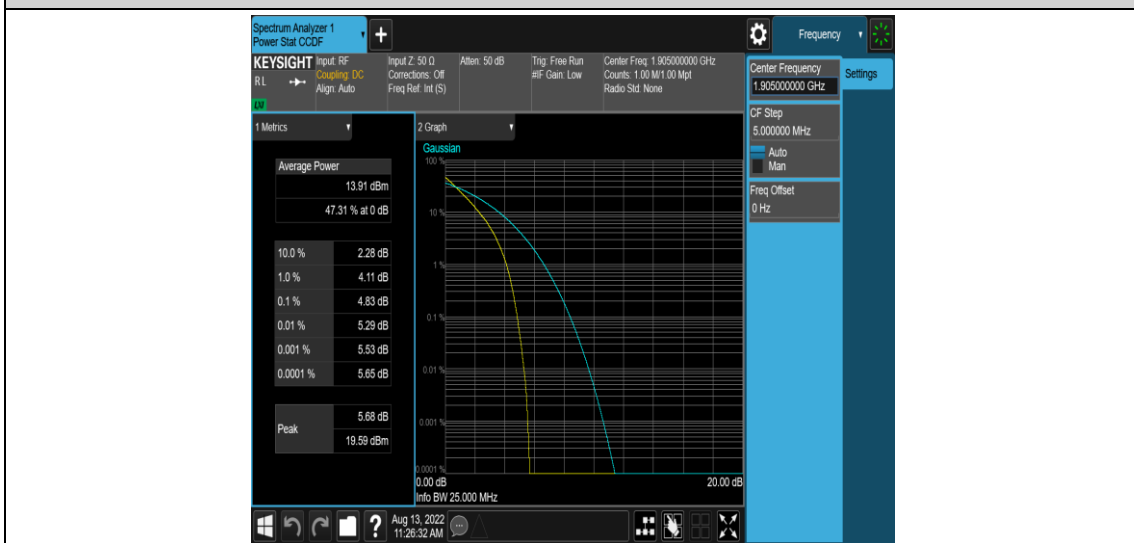 Spectrum Analyzer 1
Power Stat CCDF
+
Frequency
KEYSIGHT
RL
LXI
Input: RF
Coupling: DC
Align: Auto
Input Z: 50 Ω
Corrections: Off
Freq Ref: Int (S)
Atten: 50 dB
Trig: Free Run
#IF Gain: Low
Center Freq: 1.905000000 GHz
Counts: 1.00 M/1.00 Mpt
Radio Std: None
Center Frequency
1.905000000 GHz
Settings
CF Step
5.000000 MHz
Auto
Man
Freq Offset
0 Hz
1 Metrics
Average Power
13.91 dBm
47.31 % at 0 dB
10.0 % 2.28 dB
1.0 % 4.11 dB
0.1 % 4.83 dB
0.01 % 5.29 dB
0.001 % 5.53 dB
0.0001 % 5.65 dB
Peak
5.68 dB
19.59 dBm
2 Graph
Gaussian
100 %
10 %
1 %
0.1 %
0.01 %
0.001 %
0.0001 %
0.00 dB 20.00 dB
Info BW 25.000 MHz
?
Aug 13, 2022
11:26:32 AM